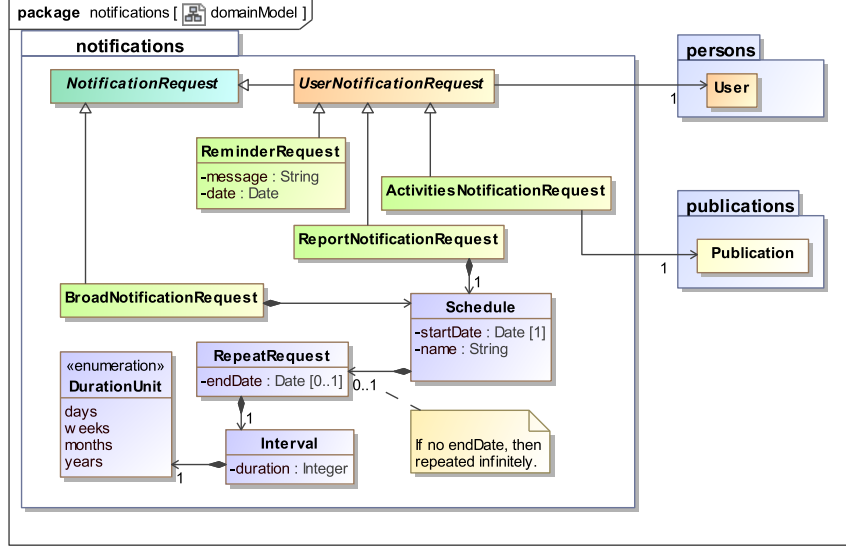 package notifications [ domainModel ]
notifications
NotificationRequest
UserNotificationRequest
persons
User
1
ReminderRequest
-message : String
-date : Date
ActivitiesNotificationRequest
publications
Publication
1
ReportNotificationRequest
1
BroadNotificationRequest
Schedule
-startDate : Date [1]
-name : String
«enumeration»
DurationUnit
days
weeks
months
years
RepeatRequest
-endDate : Date [0..1]
0..1
1
Interval
-duration : Integer
1
If no endDate, then
repeated infinitely.